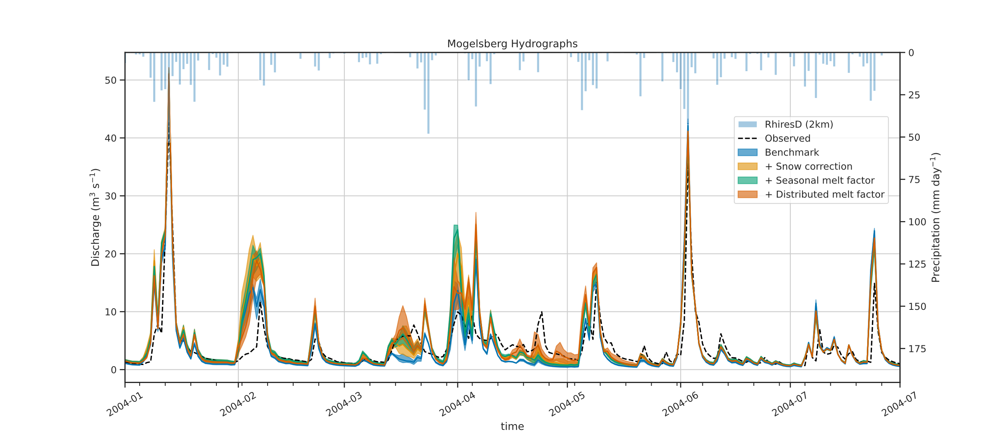 Mogelsberg Hydrographs
Discharge (m³ s⁻¹)
50
40
30
20
10
0
0
25
50
75
100
125
150
175
Precipitation (mm day⁻¹)
RhiresD (2km)
Observed
Benchmark
+ Snow correction
+ Seasonal melt factor
+ Distributed melt factor
2004-01
2004-02
2004-03
2004-04
2004-05
2004-06
2004-07
2004-07
time